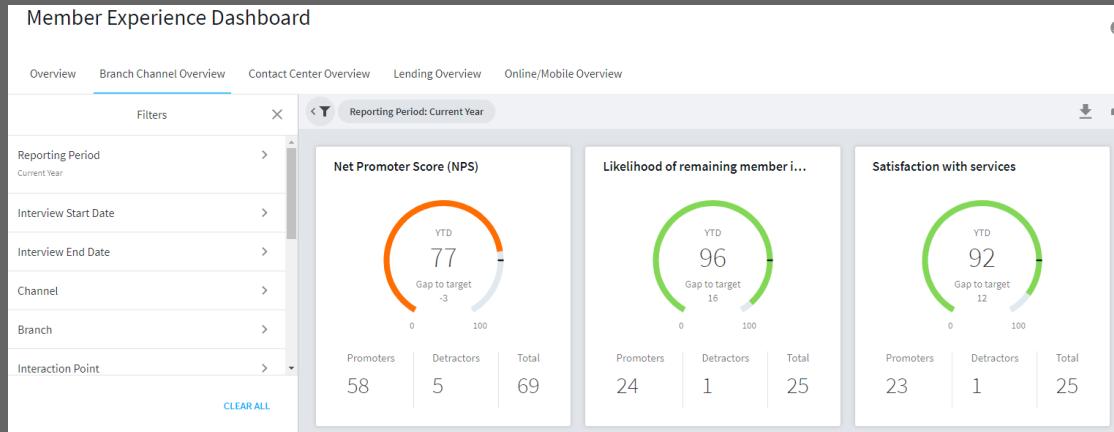 Member Experience Dashboard
Overview Branch Channel Overview Contact Center Overview Lending Overview Online/Mobile Overview
Filters
Reporting Period
Current Year
Interview Start Date
Interview End Date
Channel
Branch
Interaction Point
CLEAR ALL
Reporting Period: Current Year
Net Promoter Score (NPS)
YTD
77
Gap to target
-3
0 100
Promoters Detractors Total
58 5 69
Likelihood of remaining member i...
YTD
96
Gap to target
16
0 100
Promoters Detractors Total
24 1 25
Satisfaction with services
YTD
92
Gap to target
12
0 100
Promoters Detractors Total
23 1 25